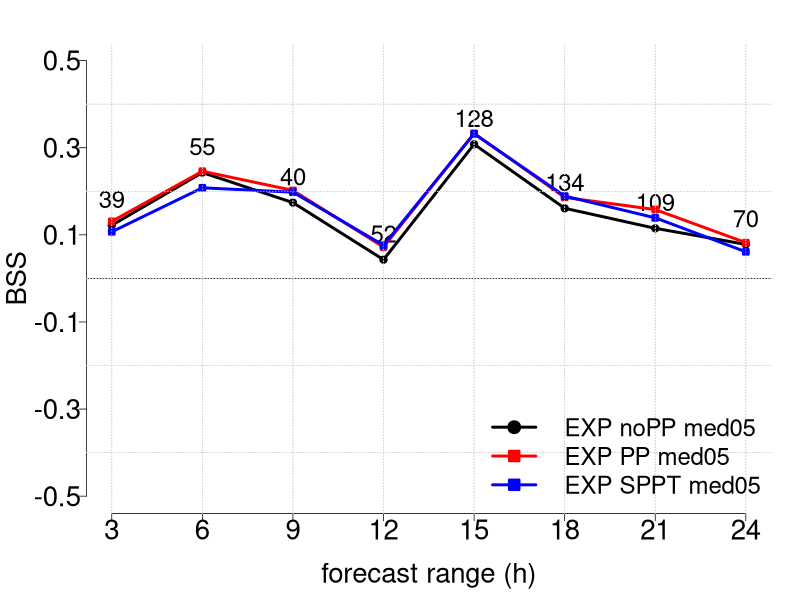 0.5
0.3
0.1
-0.1
-0.3
-0.5
BSS
39
55
40
52
128
134
109
70
EXP noPP med05
EXP PP med05
EXP SPPT med05
3 6 9 12 15 18 21 24
forecast range (h)